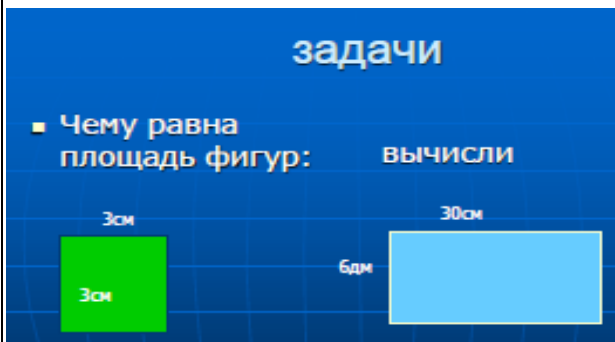 задачи
Чему равна
площадь фигур:
вычисли
3см
30см
6дм
3см